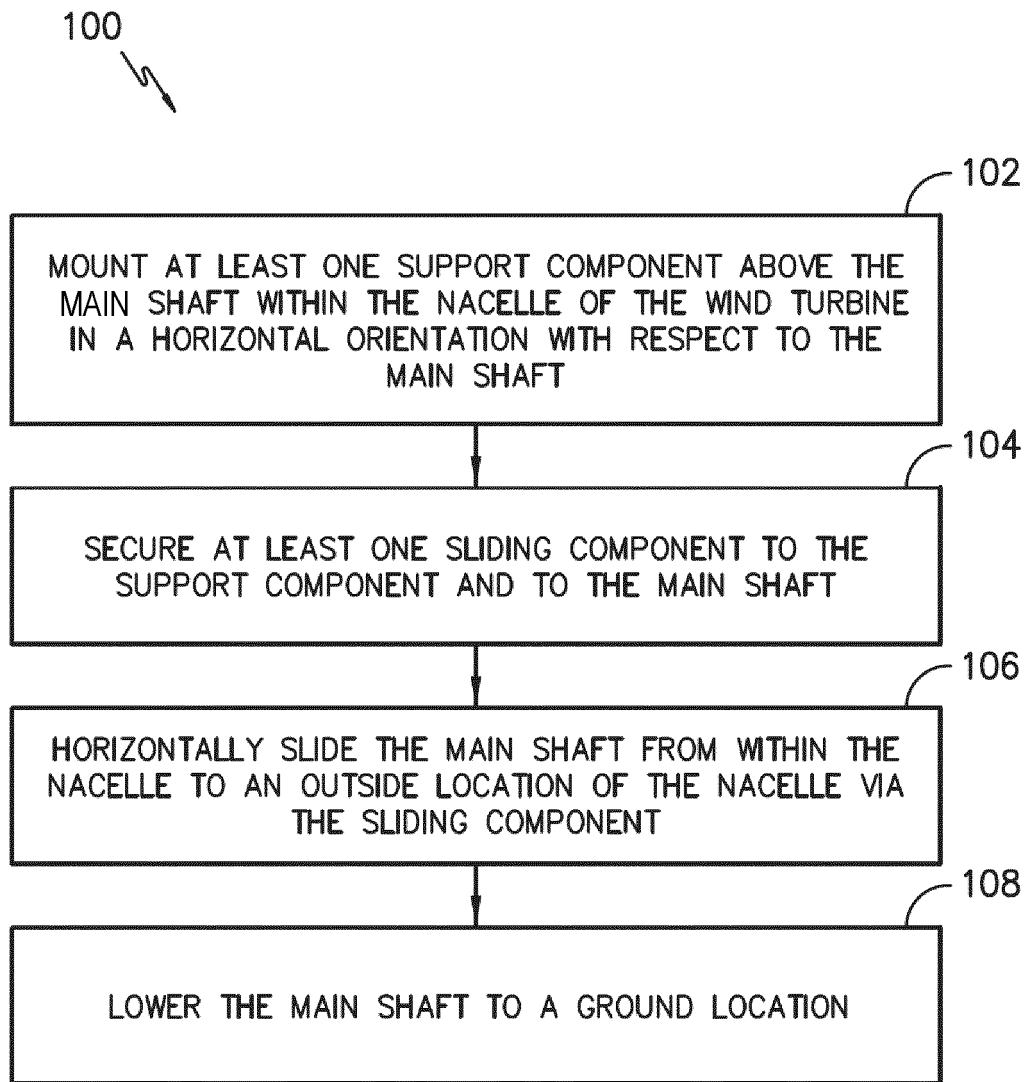 100
102
MOUNT AT LEAST ONE SUPPORT COMPONENT ABOVE THE
MAIN SHAFT WITHIN THE NACELLE OF THE WIND TURBINE
IN A HORIZONTAL ORIENTATION WITH RESPECT TO THE
MAIN SHAFT
104
SECURE AT LEAST ONE SLIDING COMPONENT TO THE
SUPPORT COMPONENT AND TO THE MAIN SHAFT
106
HORIZONTALLY SLIDE THE MAIN SHAFT FROM WITHIN THE
NACELLE TO AN OUTSIDE LOCATION OF THE NACELLE VIA
THE SLIDING COMPONENT
108
LOWER THE MAIN SHAFT TO A GROUND LOCATION